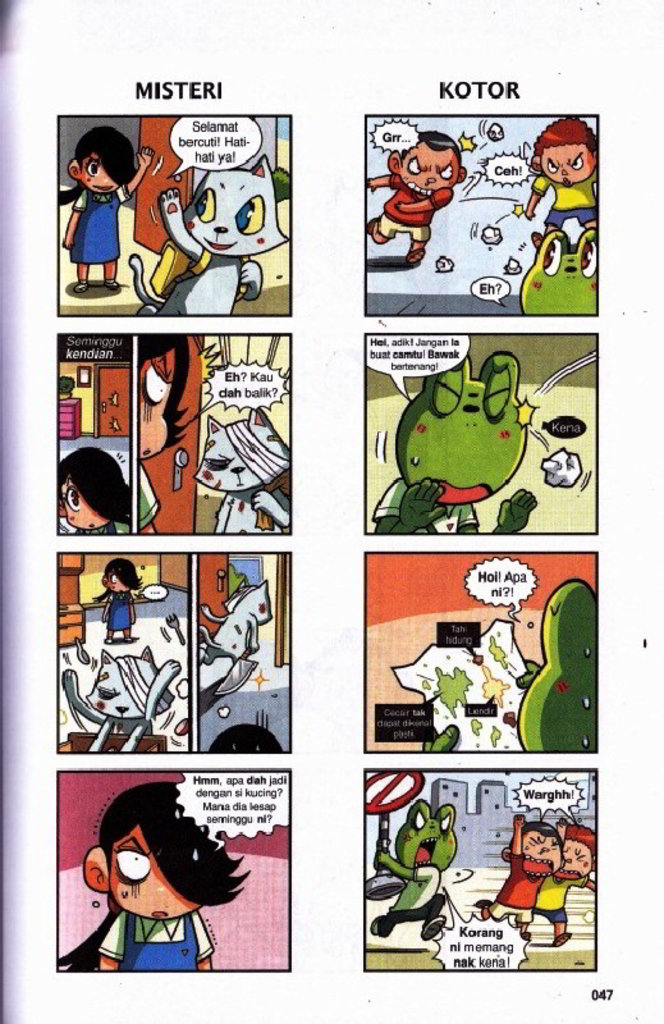 MISTERI
Selamat
bercuti! Hati-
hati ya!
Seminggu
kendian...
Eh? Kau
dah balik?
....
Hmm, apa dah jadi
dengan si kucing?
Mana dia lesap
seminggu ni?
KOTOR
Grr...
Ceh!
Eh?
Hei, adik! Jangan la
buat camtu! Bawak
bertenang!
Kena
Hoi! Apa
ni?!
Tahi
hidung
Lendir
Cecair tak
dapat dikenal
pasti.
Warghh!
Korang
ni memang
nak kena!
047